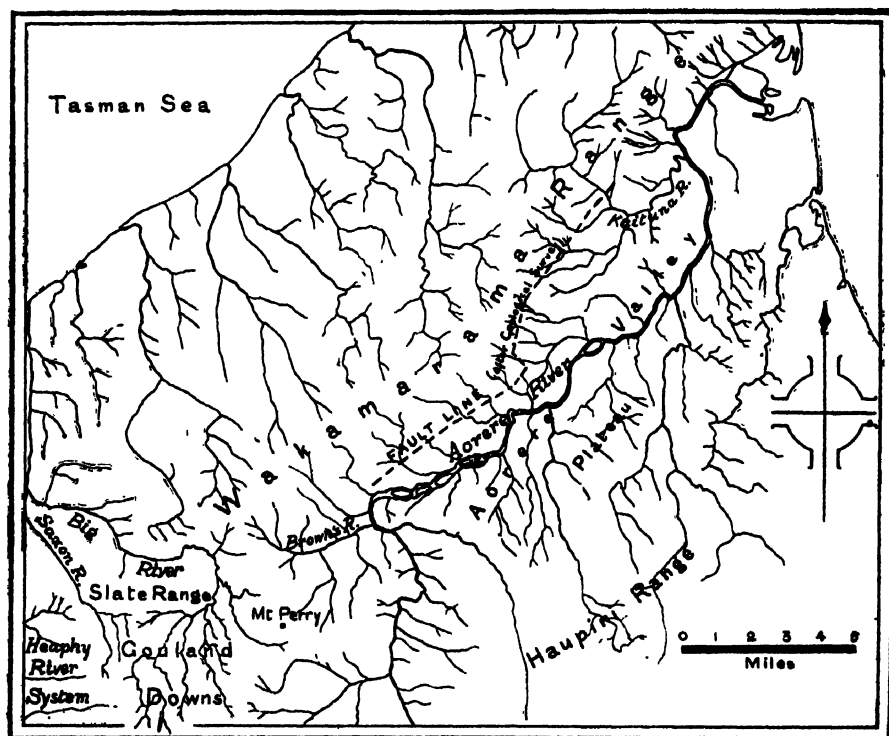 Tasman Sea
Wakamarama Range
Kaituna R.
FAULT LINE
Aorere River
Valley
Aorere
Plateau
Brown's R.
Big
River
Saxon R.
Slate Range
Mt Perry
Haupiri Range
Heaphy
River
System
Gouland
Downs
0 1 2 3 4 5
Miles